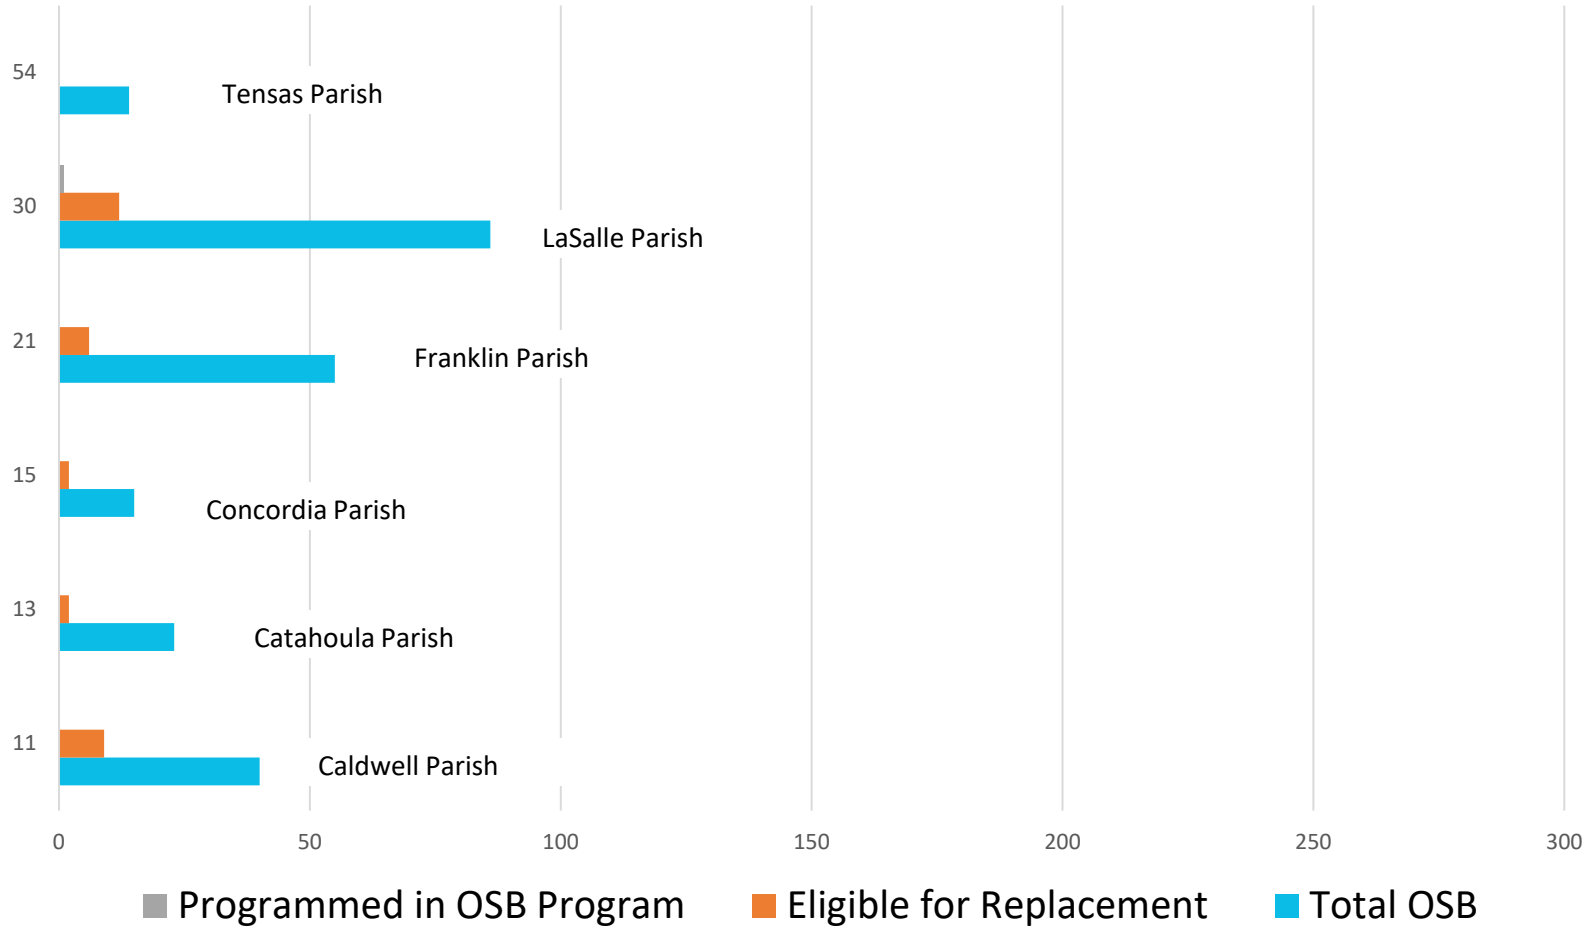 54
Tensas Parish
30
LaSalle Parish
21
Franklin Parish
15
Concordia Parish
13
Catahoula Parish
11
Caldwell Parish
0 50 100 150 200 250 300
Programmed in OSB Program Eligible for Replacement Total OSB